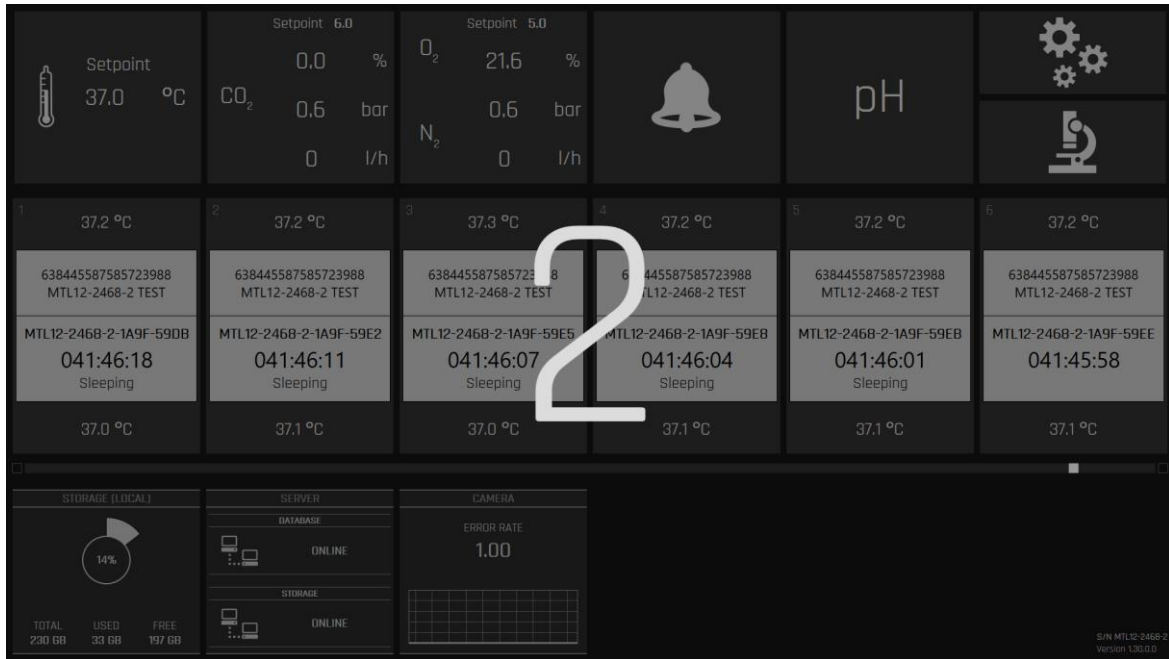 Setpoint
37.0 °C
Setpoint 6.0
CO2
0.0 %
0.6 bar
0 l/h
Setpoint 5.0
O2 21.6 %
0.6 bar
N2
0 l/h
pH
1
37.2 °C
638445587585723988
MTL12-2468-2 TEST
MTL12-2468-2-1A9F-59DB
041:46:18
Sleeping
37.0 °C
2
37.2 °C
638445587585723988
MTL12-2468-2 TEST
MTL12-2468-2-1A9F-59E2
041:46:11
Sleeping
37.1 °C
3
37.3 °C
MTL12-2468-2 TEST
MTL12-2468-2-1A9F-59E5
041:46:07
Sleeping
37.0 °C
2
4
37.2 °C
TEST
MTL12-2468-2-1A9F-59E8
041:46:04
Sleeping
37.1 °C
5
37.2 °C
638445587585723988
MTL12-2468-2 TEST
MTL12-2468-2-1A9F-59EB
041:46:01
Sleeping
37.1 °C
6
37.2 °C
638445587585723988
MTL12-2468-2 TEST
MTL12-2468-2-1A9F-59EE
041:45:58
37.1 °C
STORAGE (LOCAL)
14%
TOTAL USED FREE
230 GB 33 GB 197 GB
SERVER
DATABASE
ONLINE
STORAGE
ONLINE
CAMERA
ERROR RATE
1.00
S/N MTL12-2468-2
Version 1.30.0.0